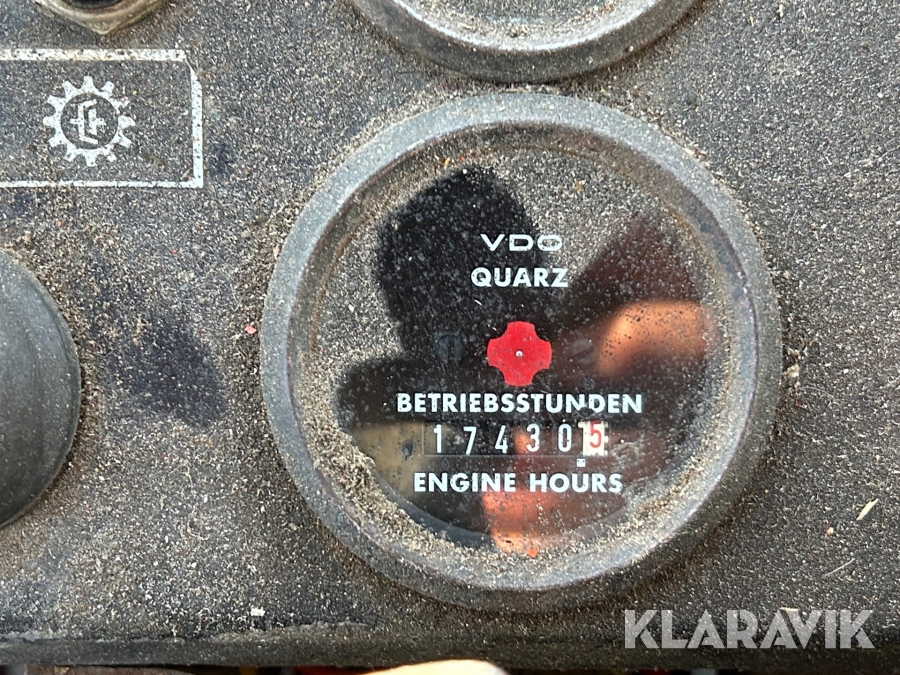 VDO
QUARZ
BETRIEBSSTUNDEN
174305
ENGINE HOURS
KLARAVIK